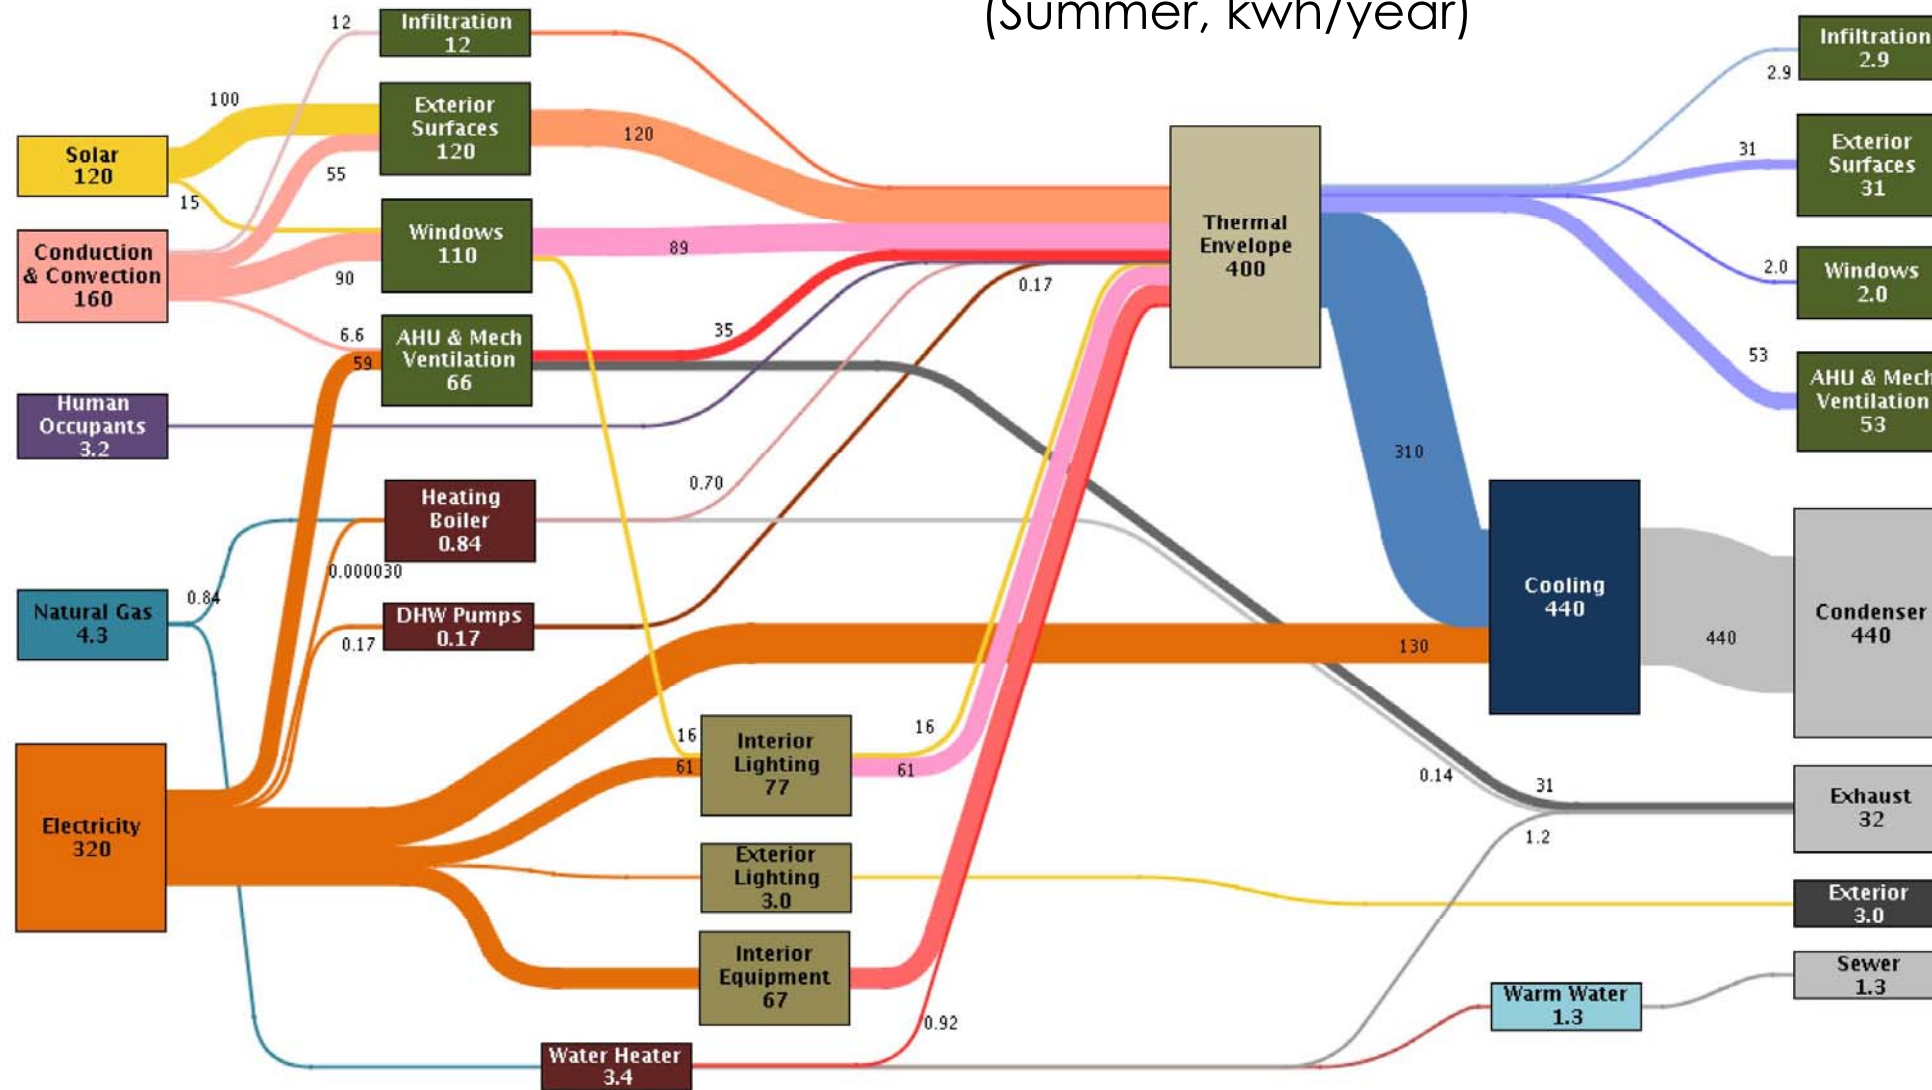 (Summer, kwh/year)
12
Infiltration
12
100
Exterior
Surfaces
120
120
Solar
120
15
55
Windows
110
89
Conduction
& Convection
160
90
6.6
59
AHU & Mech
Ventilation
66
35
0.17
Human
Occupants
3.2
Heating
Boiler
0.84
0.70
0.000030
Natural Gas
4.3
0.84
0.17
DHW Pumps
0.17
Electricity
320
16
61
Interior
Lighting
77
16
61
Exterior
Lighting
3.0
Interior
Equipment
67
Water Heater
3.4
0.92
Thermal
Envelope
400
310
130
Cooling
440
440
2.9
Infiltration
2.9
31
Exterior
Surfaces
31
2.0
Windows
2.0
53
AHU & Mech
Ventilation
53
Condenser
440
0.14
31
1.2
Exhaust
32
Exterior
3.0
Warm Water
1.3
Sewer
1.3